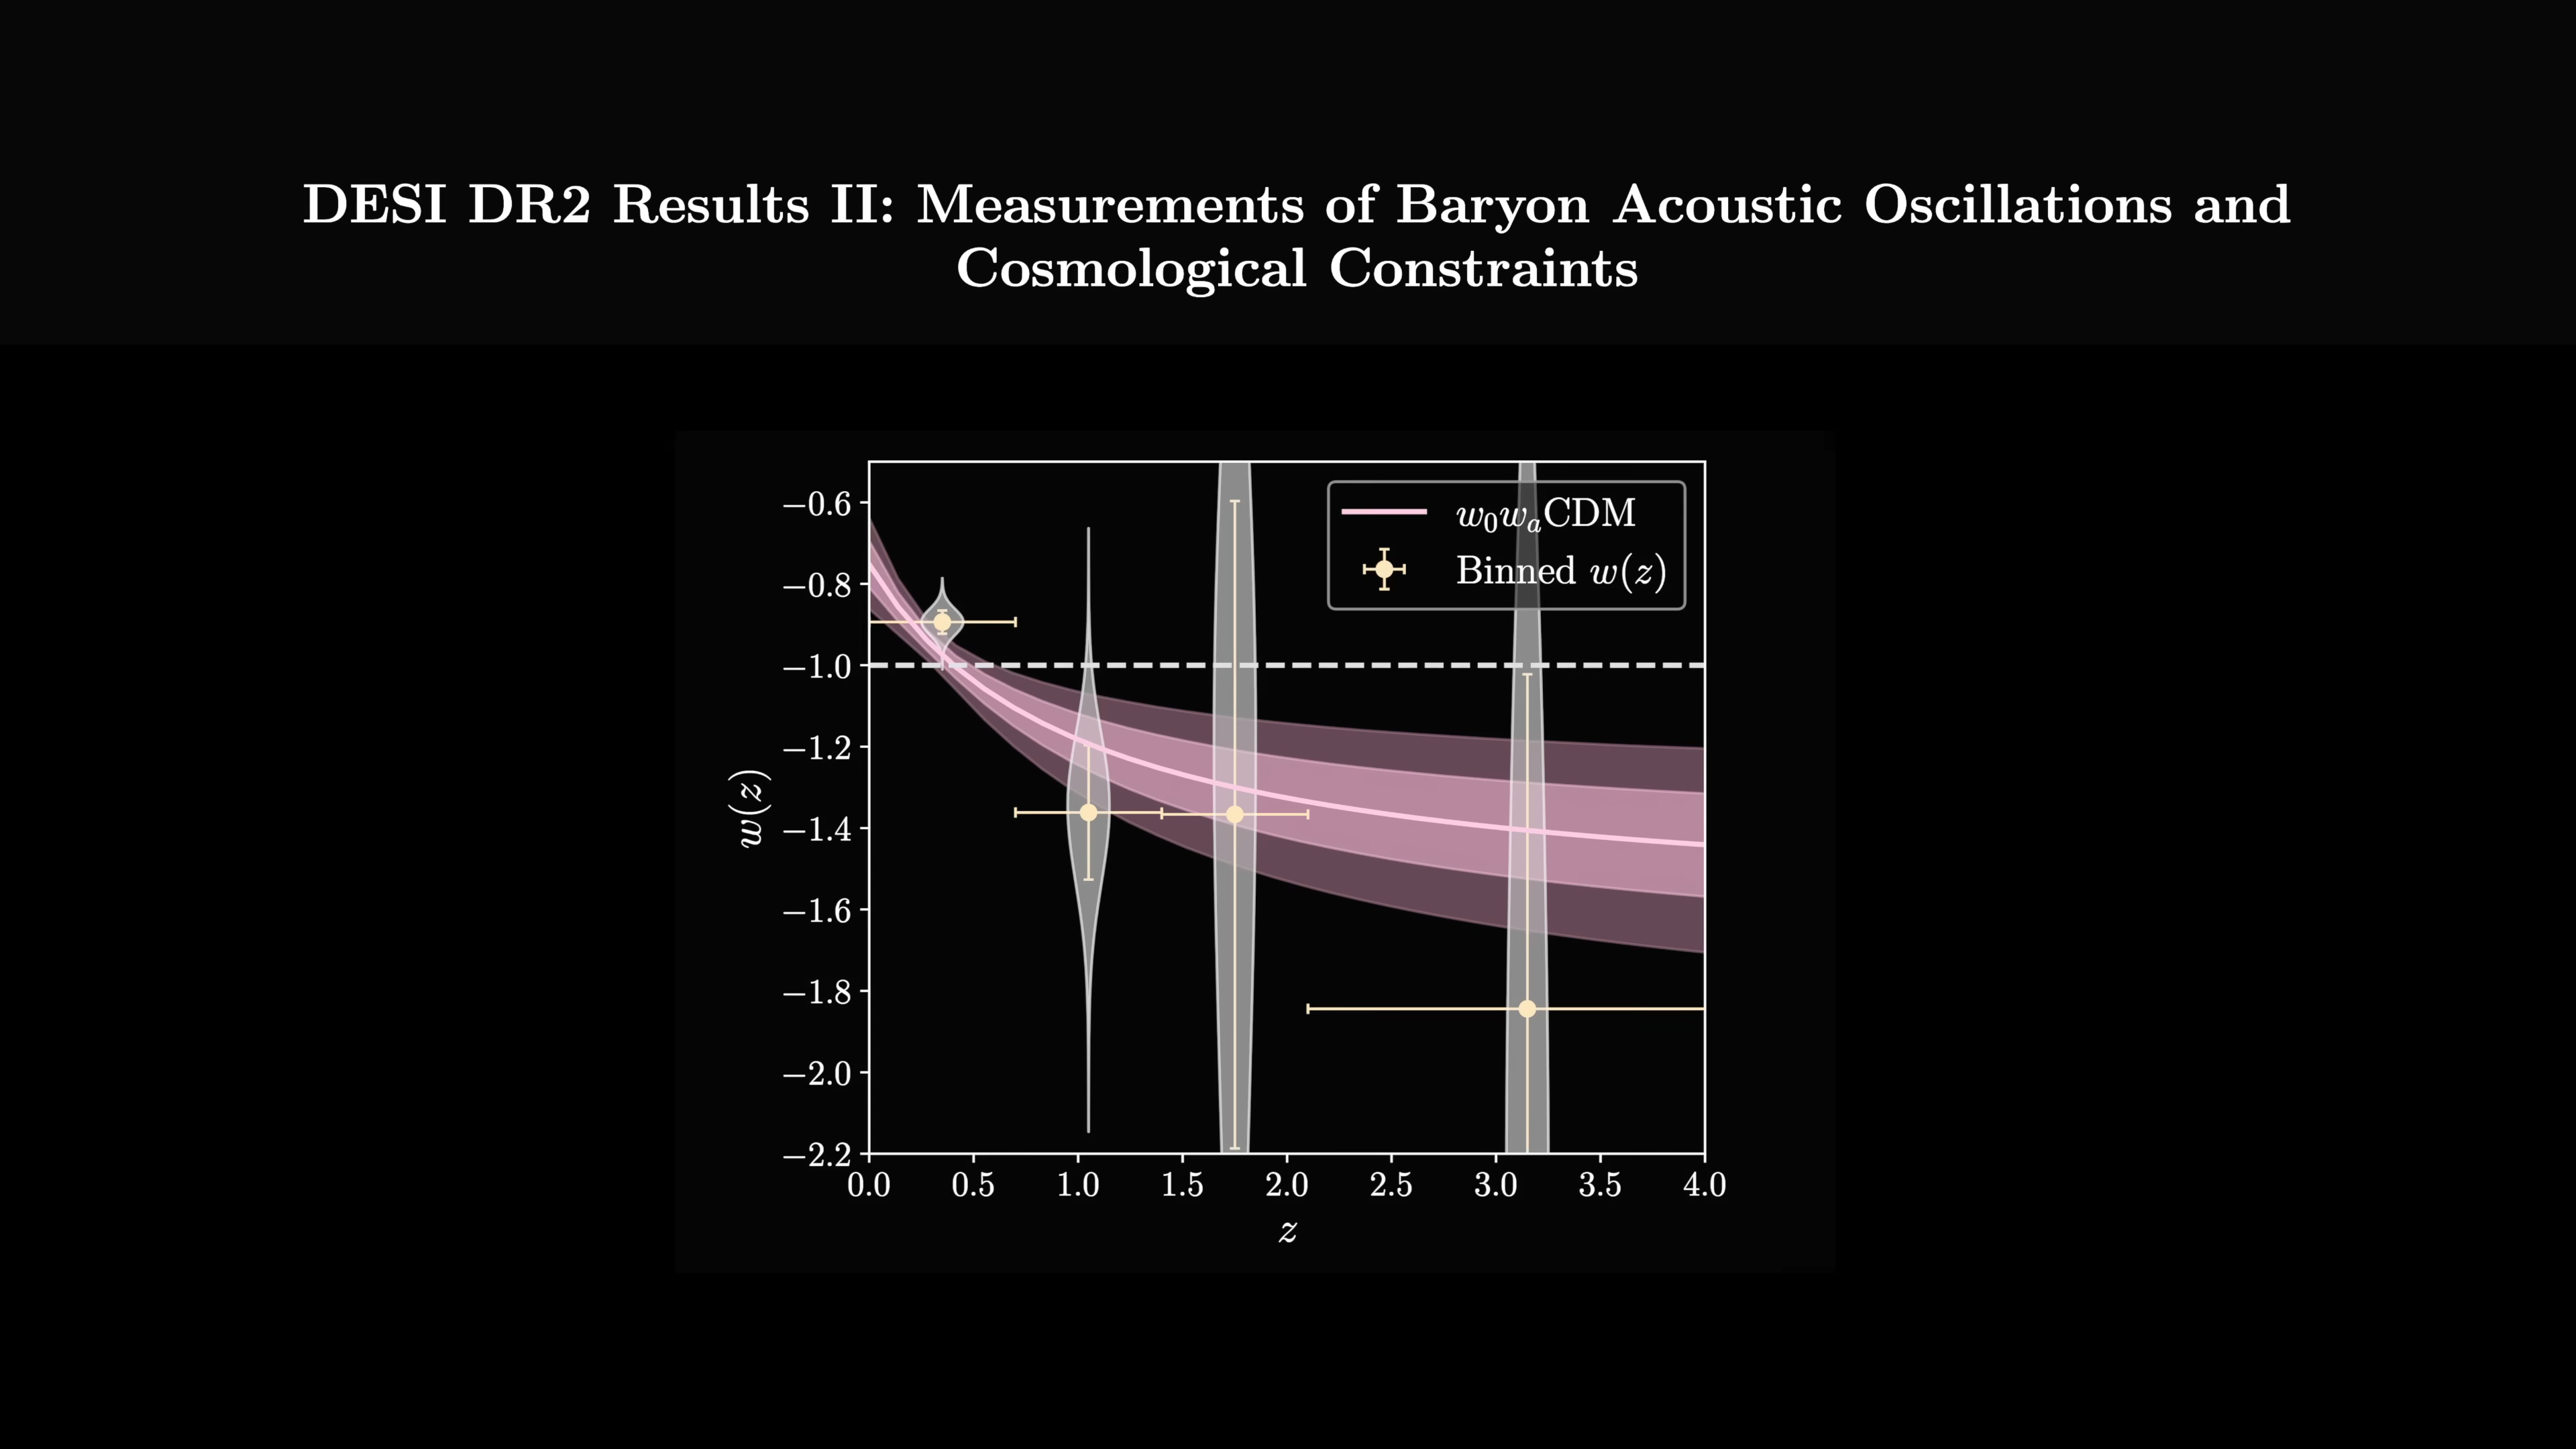 DESI DR2 Results II: Measurements of Baryon Acoustic Oscillations and
Cosmological Constraints
w₀wₐCDM
Binned w(z)
−0.6
−0.8
−1.0
−1.2
−1.4
−1.6
−1.8
−2.0
−2.2
w(z)
0.0 0.5 1.0 1.5 2.0 2.5 3.0 3.5 4.0
z